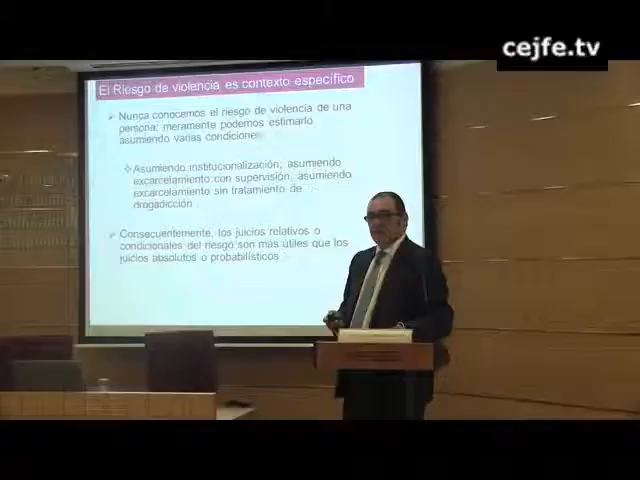 cejfe.tv
El Riesgo de violencia es contexto específico
Nunca conocemos el riesgo de violencia de una
persona; meramente podemos estimarlo
asumiendo varias condiciones
Asumiendo institucionalización, asumiendo
excarcelamiento con supervisión, asumiendo
excarcelamiento sin tratamiento de
drogadicción
Consecuentemente, los juicios relativos o
condicionales del riesgo son más útiles que los
juicios absolutos o probabilísticos